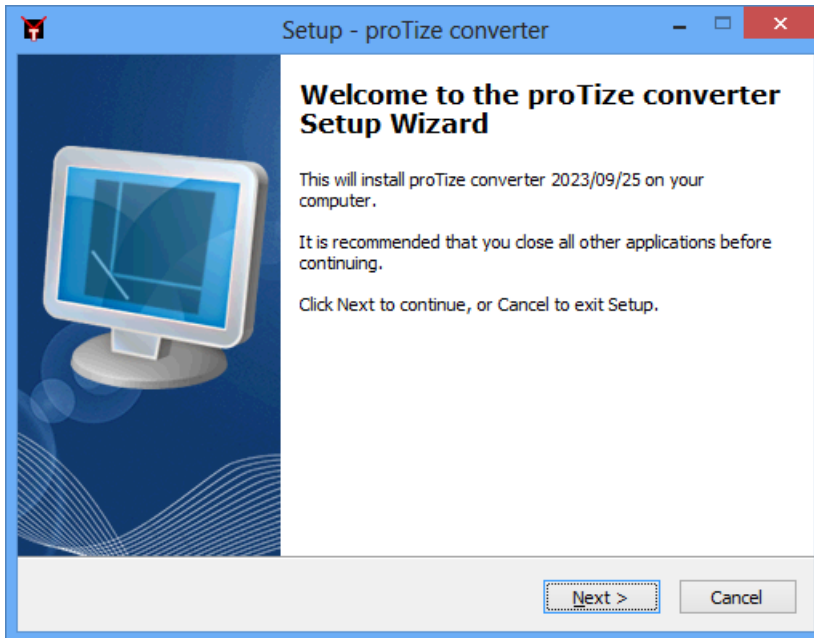 Setup - proTize converter
Welcome to the proTize converter
Setup Wizard
This will install proTize converter 2023/09/25 on your
computer.
It is recommended that you close all other applications before
continuing.
Click Next to continue, or Cancel to exit Setup.
Next >
Cancel